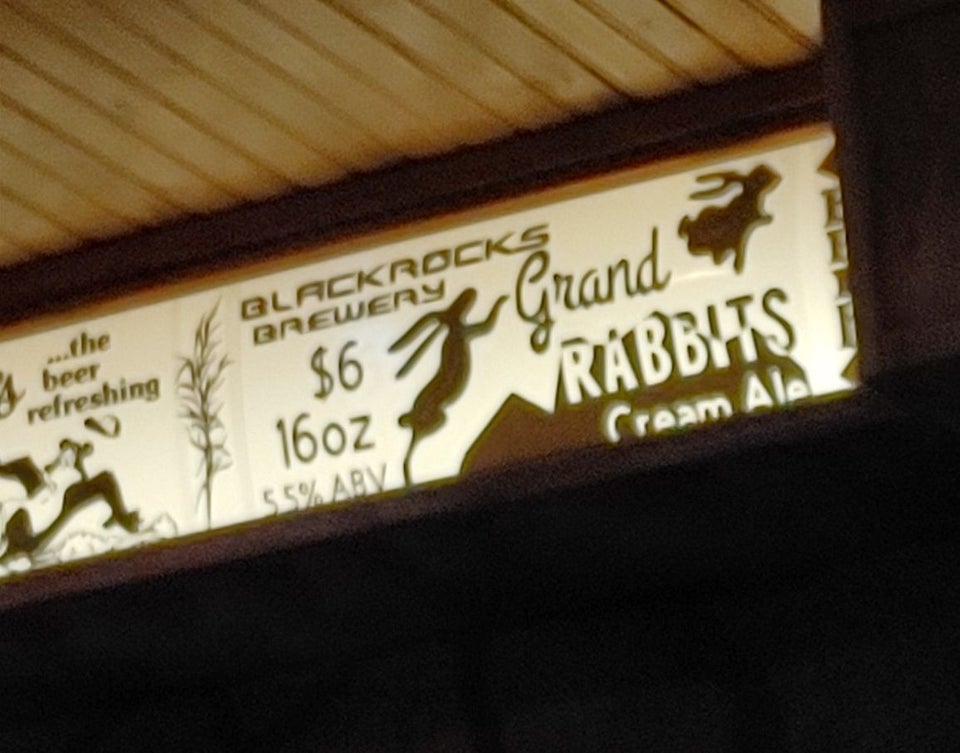 ...the
beer
refreshing
BLACKROCKS
BREWERY
$6
16oz
5.5% ABV
Grand
RABBITS
Cream Ale